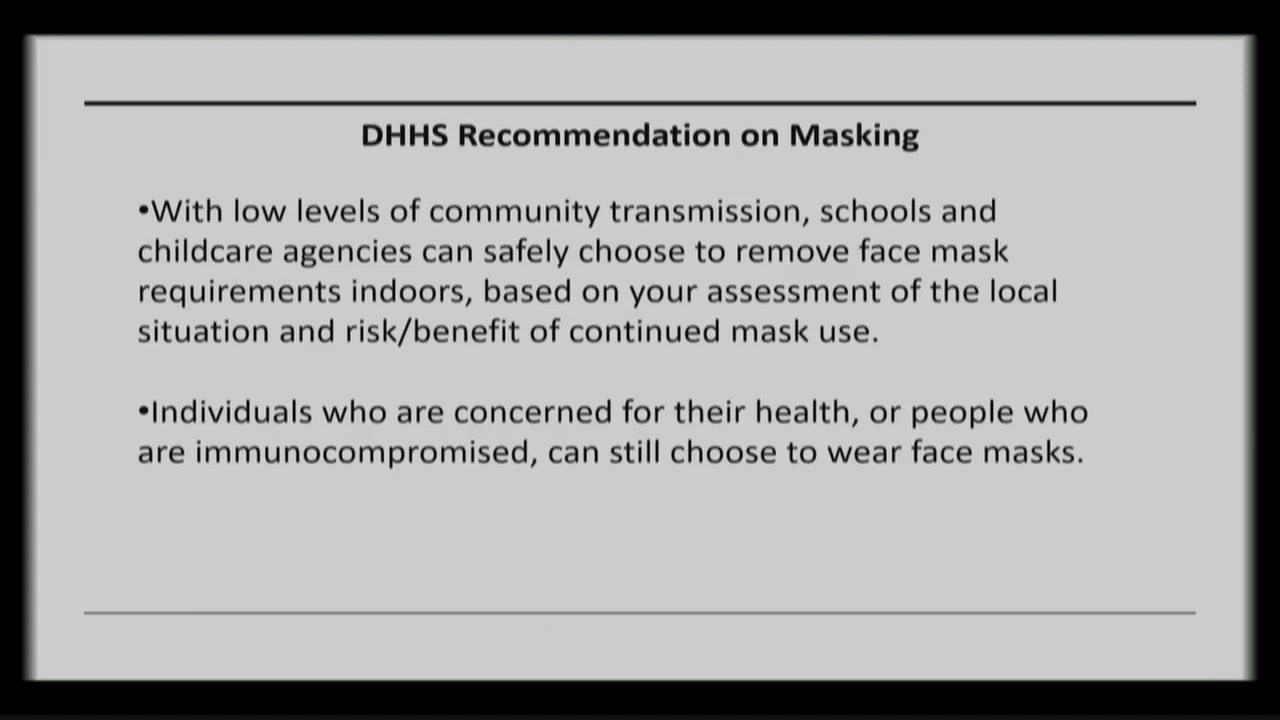 DHHS Recommendation on Masking
•With low levels of community transmission, schools and
childcare agencies can safely choose to remove face mask
requirements indoors, based on your assessment of the local
situation and risk/benefit of continued mask use.
•Individuals who are concerned for their health, or people who
are immunocompromised, can still choose to wear face masks.